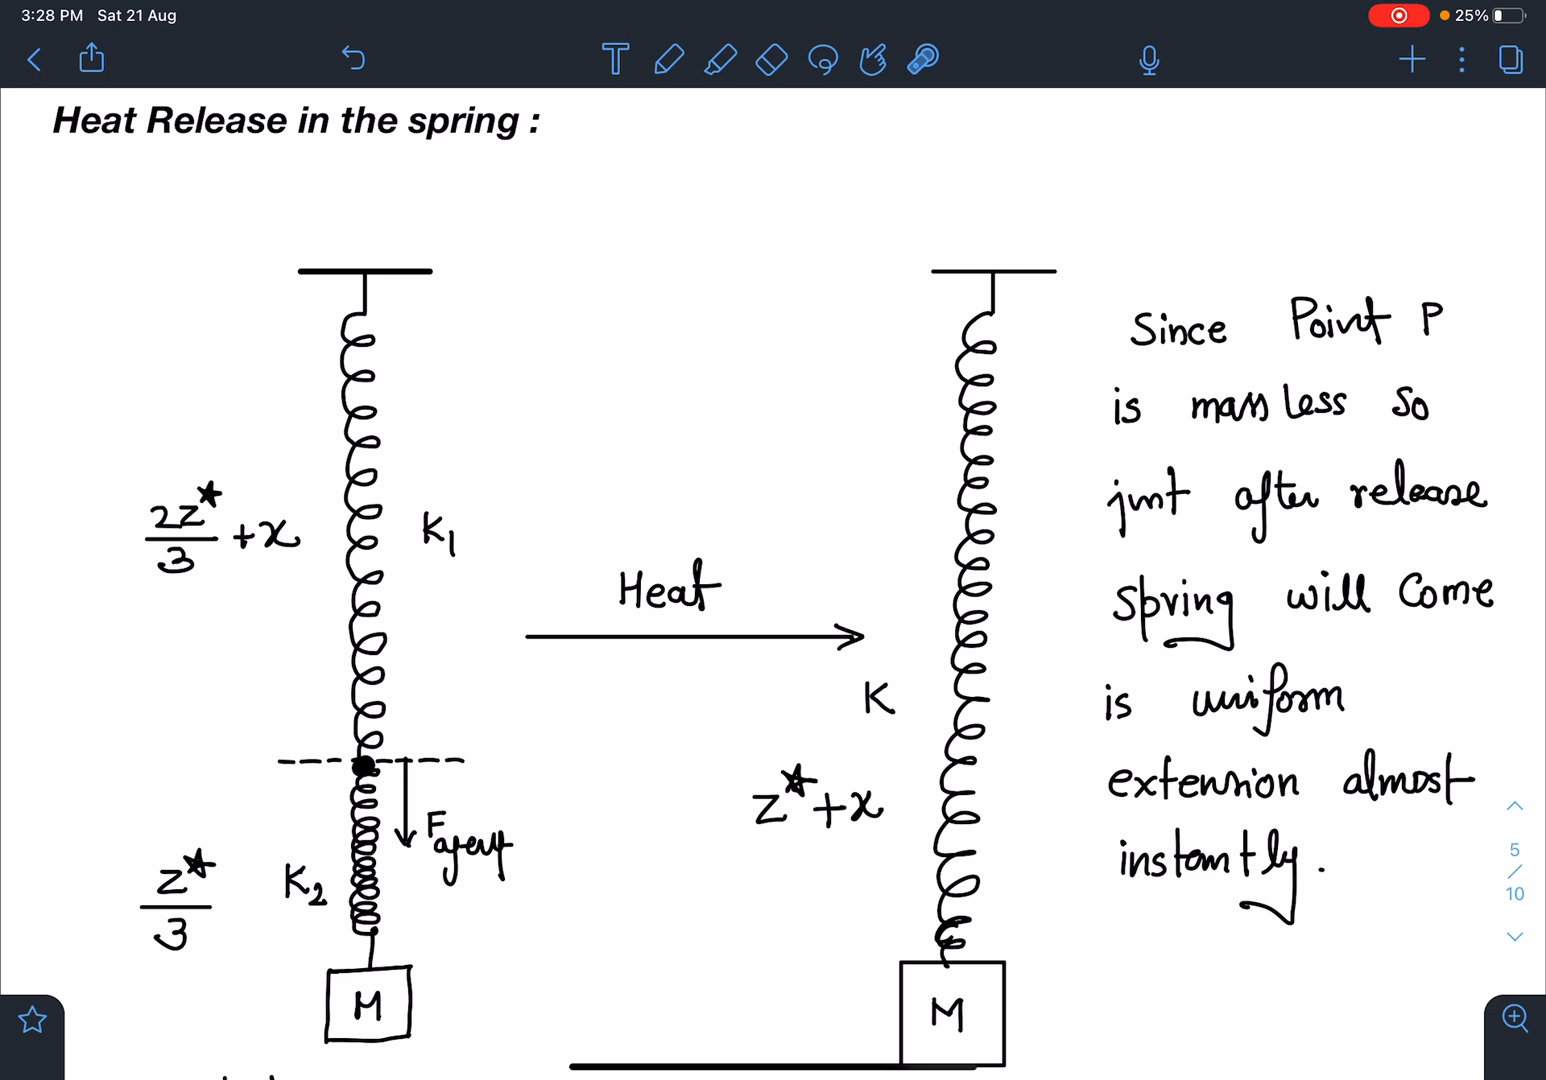 3:28 PM Sat 21 Aug
25%
T
Heat Release in the spring :
Since Point P
is mass less so
just after release
spring will come
is uniform
extension almost
instantly.
2z★/3 + x
K1
Heat
K
z★ + x
Fagent
z★/3
K2
M
M
5
/
10